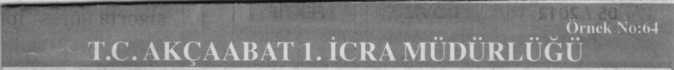 Örnek No:64
T.C. AKÇAABAT 1. İCRA MÜDÜRLÜĞÜ